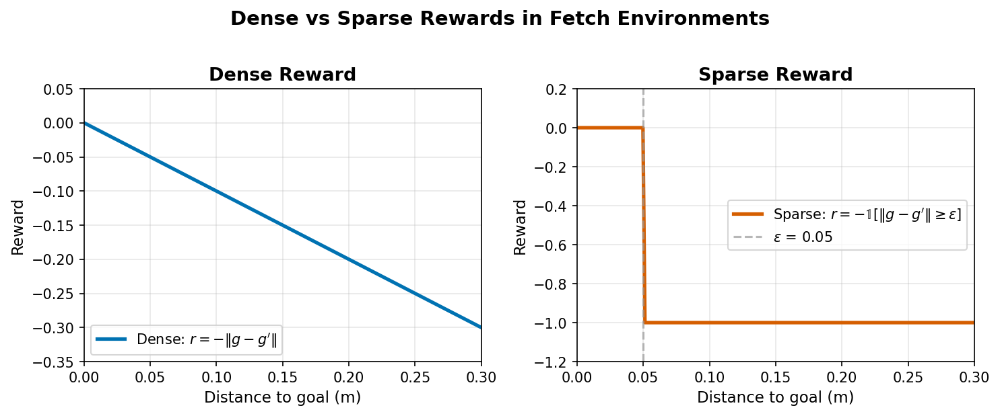 Dense vs Sparse Rewards in Fetch Environments
Dense Reward
0.05
0.00
−0.05
−0.10
−0.15
−0.20
−0.25
−0.30
−0.35
Reward
Dense: r = −‖g − g′‖
0.00 0.05 0.10 0.15 0.20 0.25 0.30
Distance to goal (m)
Sparse Reward
0.2
0.0
−0.2
−0.4
−0.6
−0.8
−1.0
−1.2
Reward
Sparse: r = −𝟙[‖g − g′‖ ≥ ε]
ε = 0.05
0.00 0.05 0.10 0.15 0.20 0.25 0.30
Distance to goal (m)